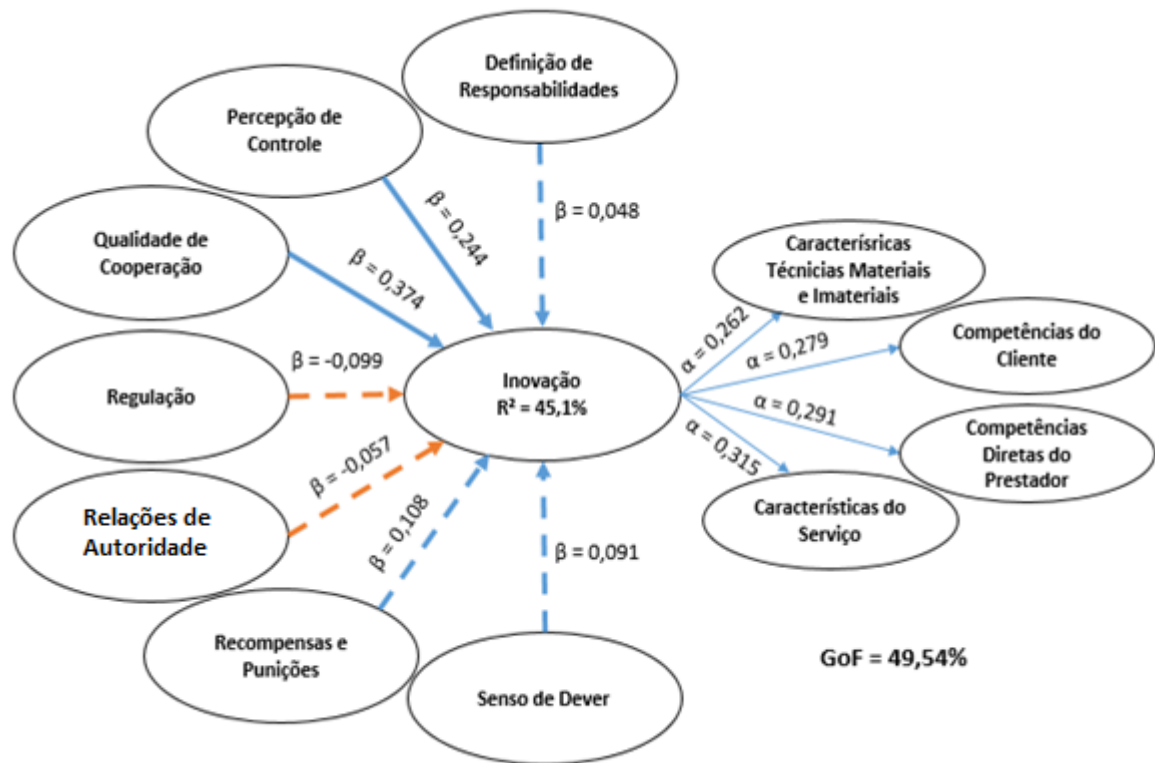 Definição de
Responsabilidades
Percepção de
Controle
β = 0,048
β = 0,244
Qualidade de
Cooperação
β = 0,374
Caracterísricas
Técnicias Materiais
e Imateriais
α = 0,262
Competências do
Cliente
α = 0,279
Regulação
β = -0,099
Inovação
R² = 45,1%
α = 0,291
Competências
Diretas do
Prestador
α = 0,315
Características do
Serviço
Relações de
Autoridade
β = -0,057
β = 0,108
β = 0,091
Recompensas e
Punições
Senso de Dever
GoF = 49,54%